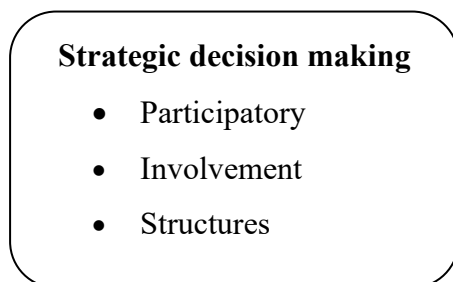 Strategic decision making
• Participatory
• Involvement
• Structures